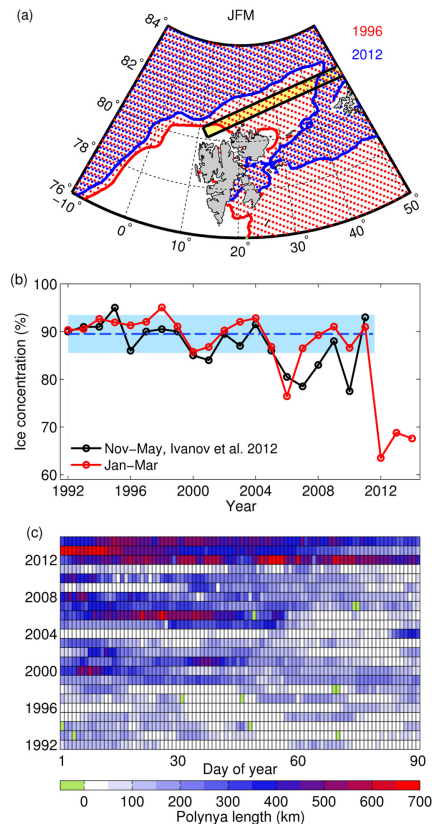 (a)
JFM
1996
2012
84
82
80
78
76
−10
0
10
20
30
40
50
(b)
100
90
80
70
60
Ice concentration (%)
Nov−May, Ivanov et al. 2012
Jan−Mar
1992 1996 2000 2004 2008 2012
Year
(c)
2012
2008
2004
2000
1996
1992
1 30 60 90
Day of year
0 100 200 300 400 500 600 700
Polynya length (km)